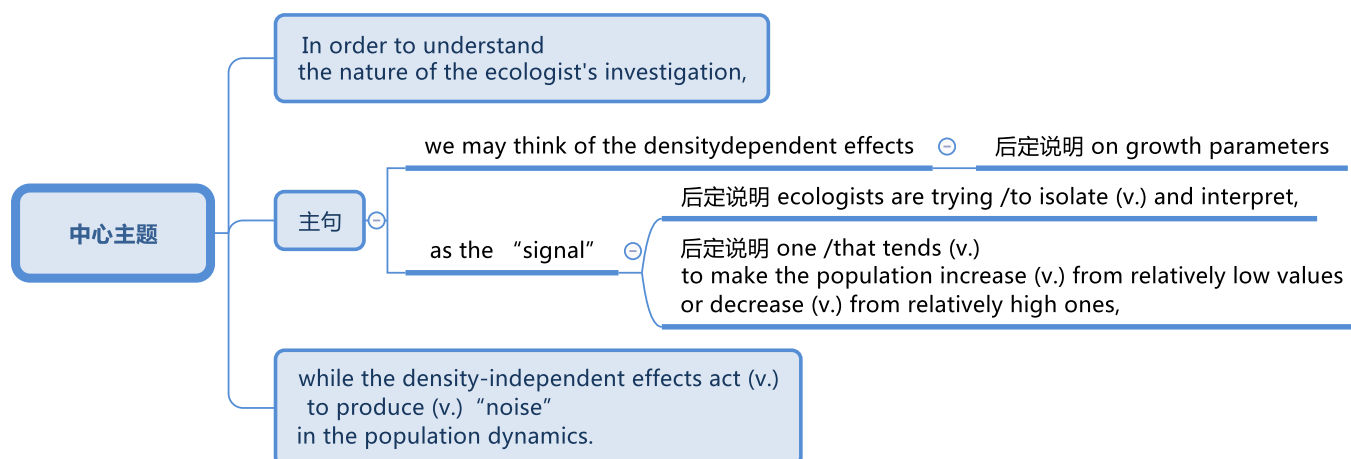 In order to understand
the nature of the ecologist's investigation,
we may think of the densitydependent effects
后定说明 on growth parameters
中心主题
主句
后定说明 ecologists are trying /to isolate (v.) and interpret,
as the “signal”
后定说明 one /that tends (v.)
to make the population increase (v.) from relatively low values
or decrease (v.) from relatively high ones,
while the density-independent effects act (v.)
to produce (v.)“noise”
in the population dynamics.